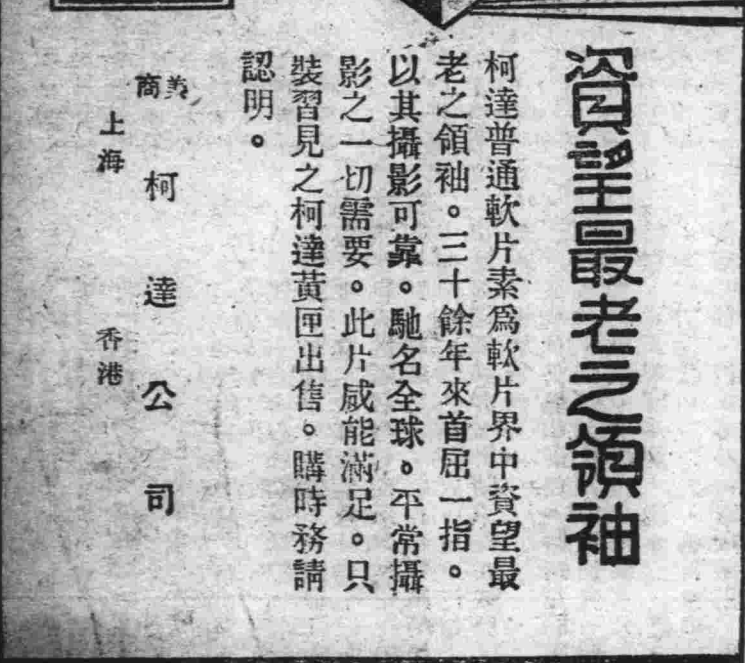 資望最老之領袖
柯達普通軟片素爲軟片界中資望最
老之領袖。三十餘年來首屈一指。
以其攝影可靠。馳名全球。平常攝
影之一切需要。此片咸能滿足。只
裝習見之柯達黃匣出售。購時務請
認明。
美商
柯達公司
上海
香港